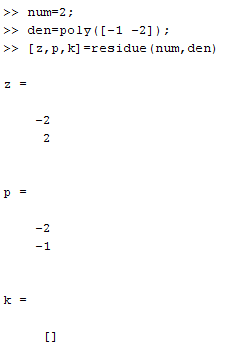 >> num=2;
>> den=poly([-1 -2]);
>> [z,p,k]=residue(num,den)
z =
-2
2
p =
-2
-1
k =
[]